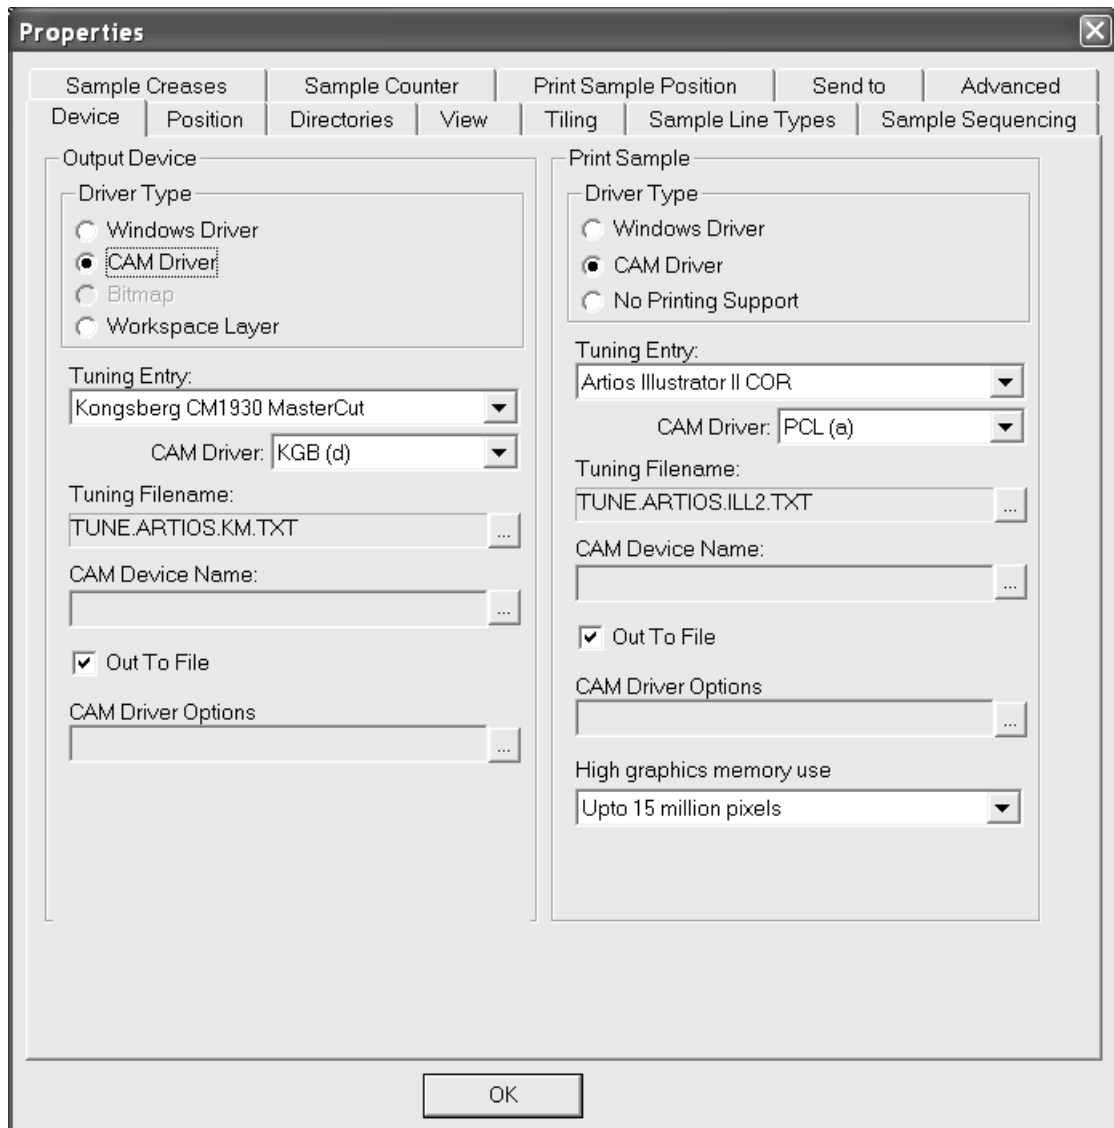 Properties
Sample Creases
Sample Counter
Print Sample Position
Send to
Advanced
Device
Position
Directories
View
Tiling
Sample Line Types
Sample Sequencing
Output Device
Driver Type
Windows Driver
CAM Driver
Bitmap
Workspace Layer
Tuning Entry:
Kongsberg CM1930 MasterCut
CAM Driver: KGB (d)
Tuning Filename:
TUNE.ARTIOS.KM.TXT
...
CAM Device Name:
...
Out To File
CAM Driver Options
...
Print Sample
Driver Type
Windows Driver
CAM Driver
No Printing Support
Tuning Entry:
Artios Illustrator II COR
CAM Driver: PCL (a)
Tuning Filename:
TUNE.ARTIOS.ILL2.TXT
...
CAM Device Name:
...
Out To File
CAM Driver Options
...
High graphics memory use
Upto 15 million pixels
OK